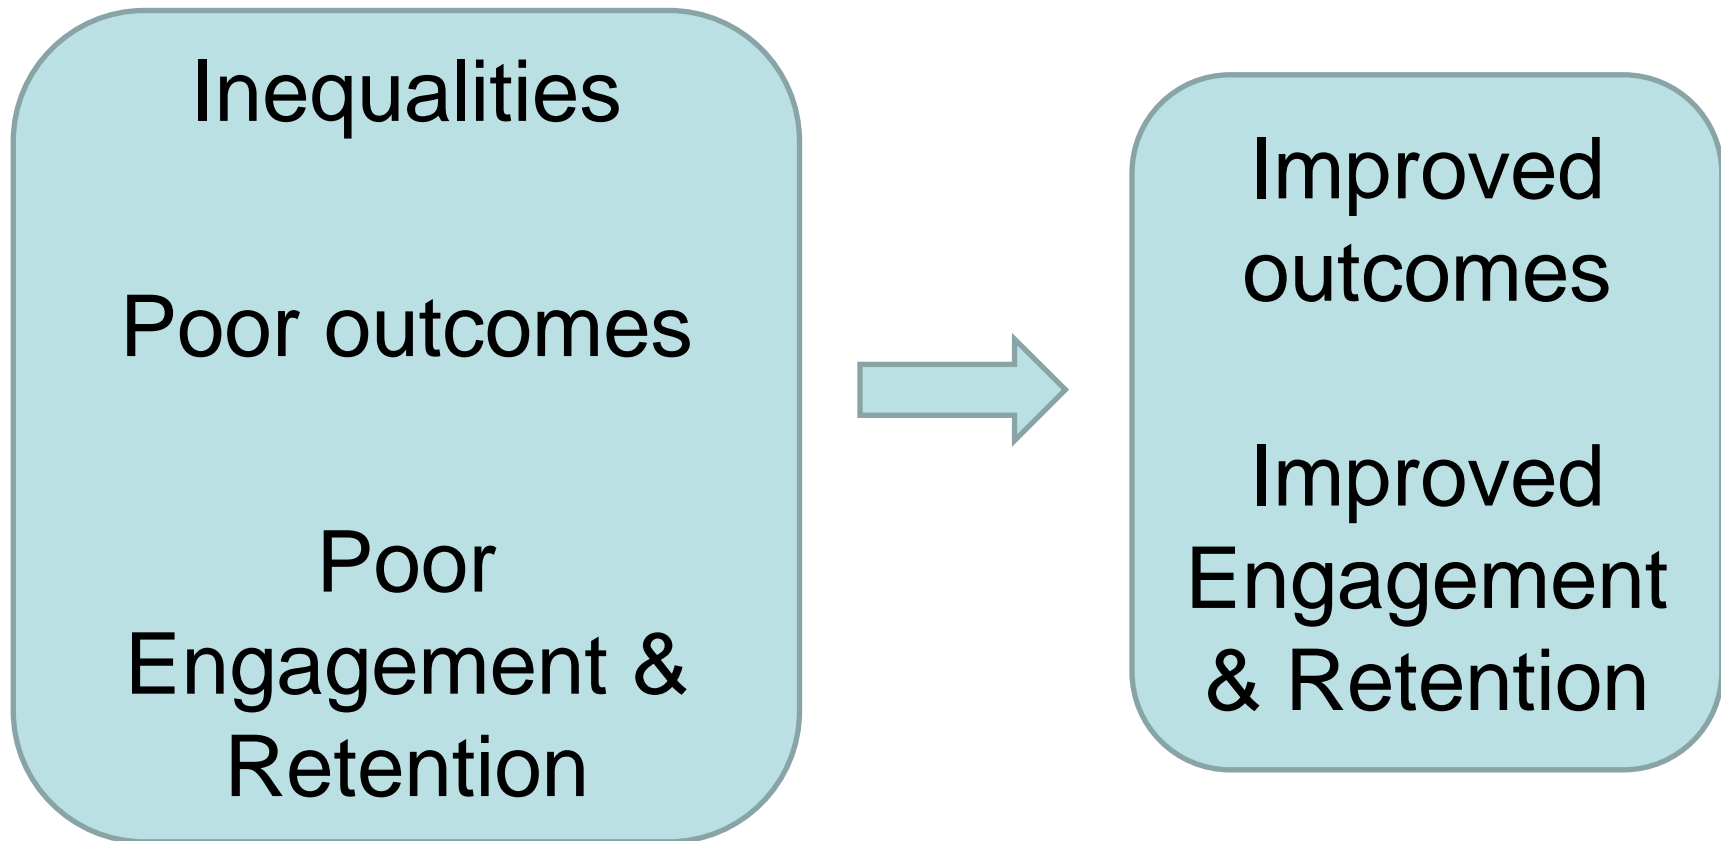 Inequalities
Poor outcomes
Poor
Engagement &
Retention
Improved
outcomes
Improved
Engagement
& Retention